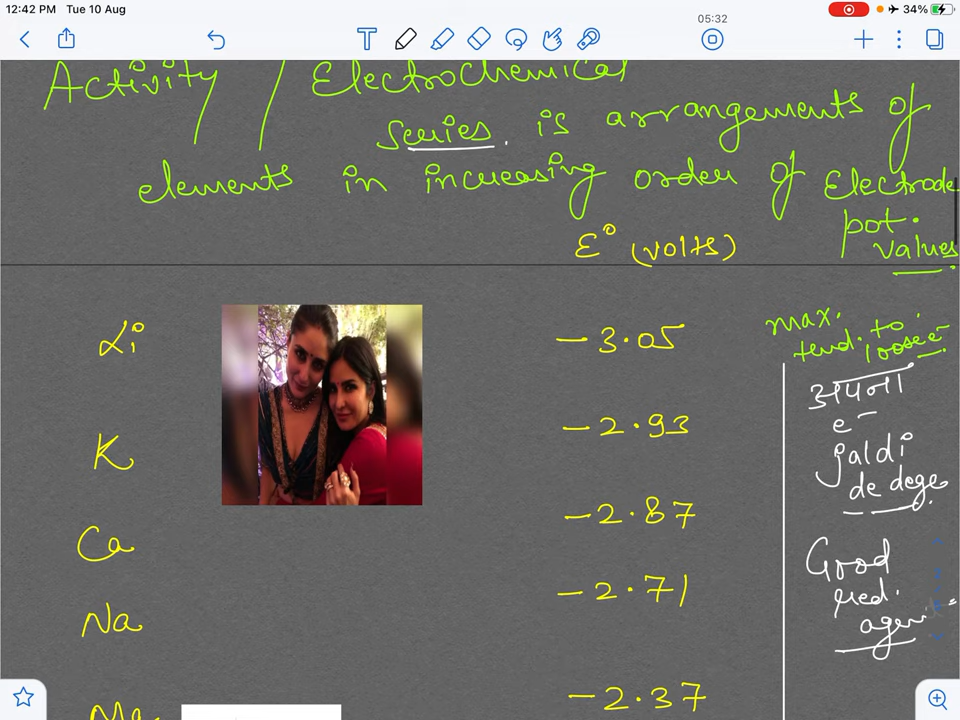 12:42 PM Tue 10 Aug
05:32
34%
Activity / Electrochemical
series. is arrangements of
elements in increasing order of Electrode
pot.
values.
E° (volts)
max.
tend. to
loose e-
Li -3.05
अपना
e-
jaldi
de dege
K -2.93
Ca -2.87
Good
red.
Na -2.71
Mg -2.37